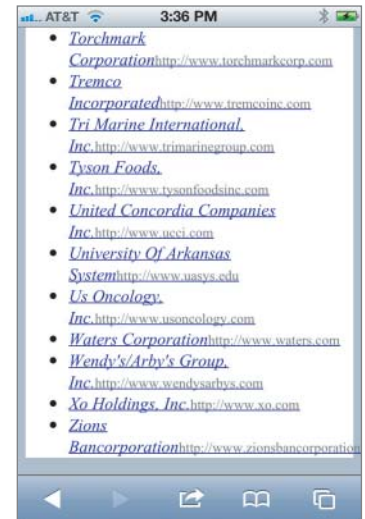 AT&T 3:36 PM
Torchmark
Corporationhttp://www.torchmarkcorp.com
Tremco
Incorporatedhttp://www.tremcoinc.com
Tri Marine International,
Inc.http://www.trimarinegroup.com
Tyson Foods,
Inc.http://www.tysonfoodsinc.com
United Concordia Companies
Inc.http://www.ucci.com
University Of Arkansas
Systemhttp://www.uasys.edu
Us Oncology,
Inc.http://www.usoncology.com
Waters Corporationhttp://www.waters.com
Wendy's/Arby's Group,
Inc.http://www.wendysarbys.com
Xo Holdings, Inc.http://www.xo.com
Zions
Bancorporationhttp://www.zionsbancorporation